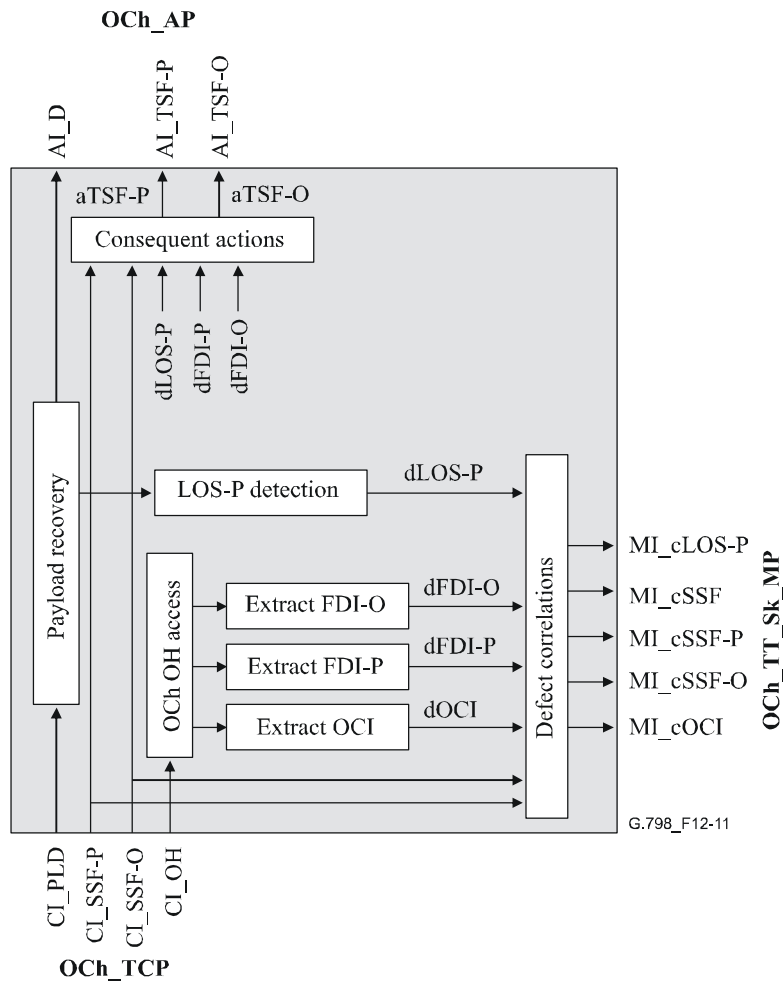 OCh_AP
AI_D
AI_TSF-P
AI_TSF-O
aTSF-P
aTSF-O
Consequent actions
dLOS-P
dFDI-P
dFDI-O
Payload recovery
LOS-P detection
dLOS-P
OCh OH access
Extract FDI-O
dFDI-O
Extract FDI-P
dFDI-P
Extract OCI
dOCI
Defect correlations
MI_cLOS-P
MI_cSSF
MI_cSSF-P
MI_cSSF-O
MI_cOCI
OCh_TT_Sk_MP
G.798_F12-11
CI_PLD
CI_SSF-P
CI_SSF-O
CI_OH
OCh_TCP